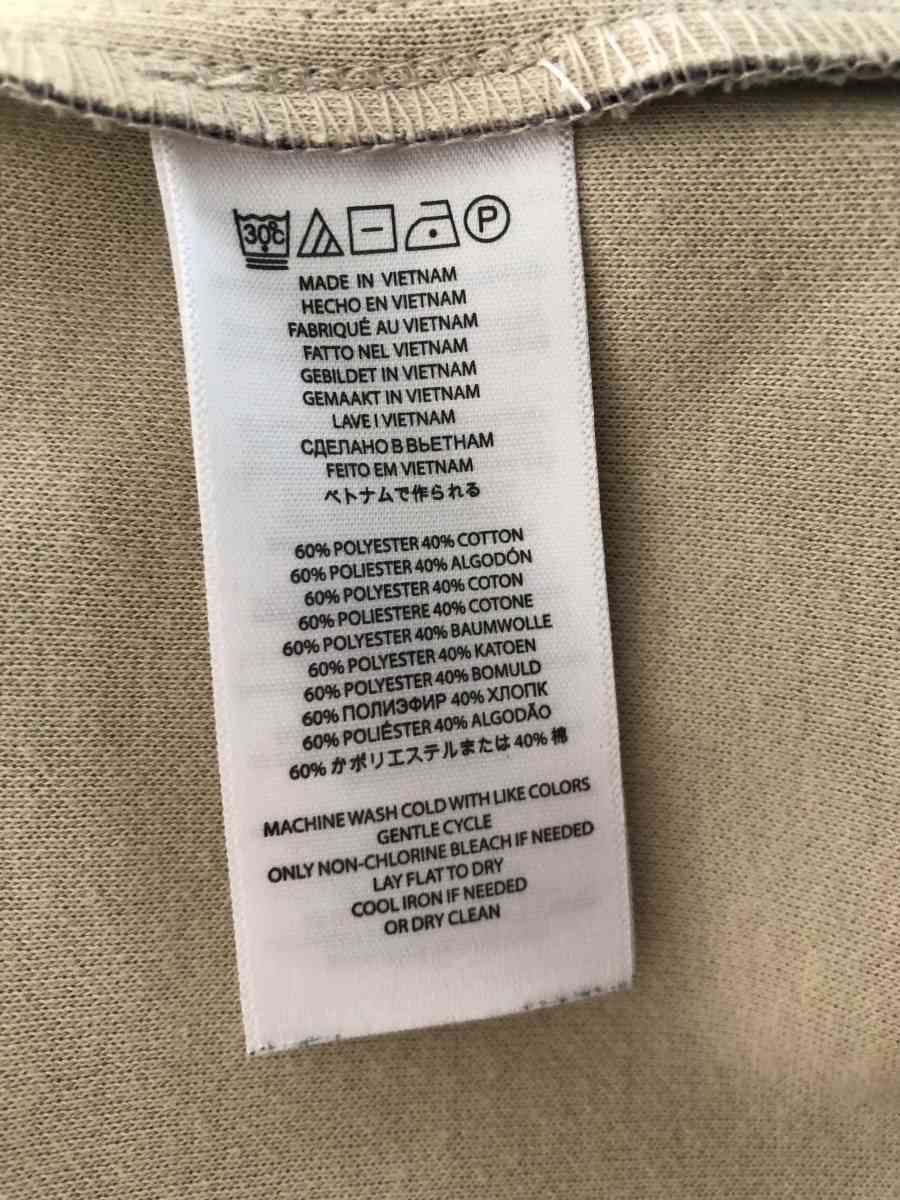 30°C P
MADE IN VIETNAM
HECHO EN VIETNAM
FABRIQUÉ AU VIETNAM
FATTO NEL VIETNAM
GEBILDET IN VIETNAM
GEMAAKT IN VIETNAM
LAVE I VIETNAM
СДЕЛАНО В ВЬЕТНАМ
FEITO EM VIETNAM
ベトナムで作られる
60% POLYESTER 40% COTTON
60% POLIESTER 40% ALGODÓN
60% POLYESTER 40% COTON
60% POLIESTERE 40% COTONE
60% POLYESTER 40% BAUMWOLLE
60% POLYESTER 40% KATOEN
60% POLYESTER 40% BOMULD
60% ПОЛИЭФИР 40% ХЛОПК
60% POLIÉSTER 40% ALGODÃO
60% かポリエステルまたは 40% 棉
MACHINE WASH COLD WITH LIKE COLORS
GENTLE CYCLE
ONLY NON-CHLORINE BLEACH IF NEEDED
LAY FLAT TO DRY
COOL IRON IF NEEDED
OR DRY CLEAN